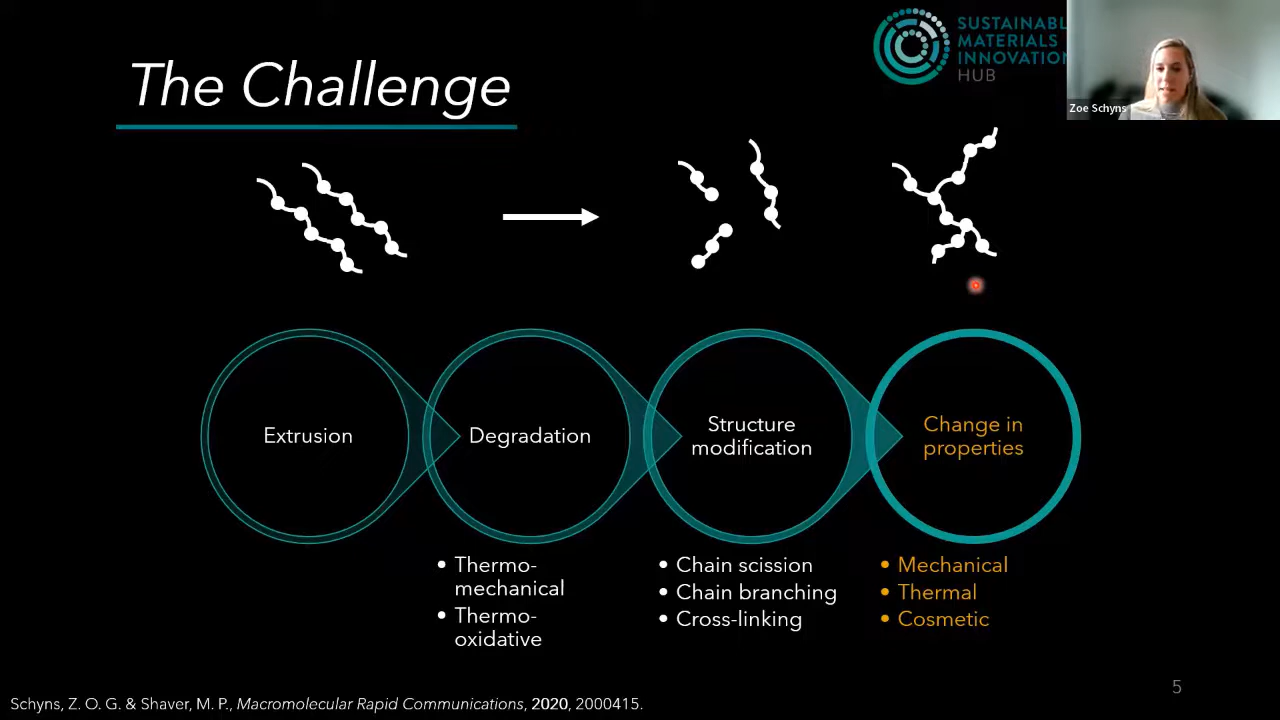 The Challenge
SUSTAINABL
MATERIALS
INNOVATION
HUB
Zoe Schyns
Extrusion
Degradation
Structure
modification
Change in
properties
• Thermo-
mechanical
• Thermo-
oxidative
• Chain scission
• Chain branching
• Cross-linking
• Mechanical
• Thermal
• Cosmetic
5
Schyns, Z. O. G. & Shaver, M. P., Macromolecular Rapid Communications, 2020, 2000415.